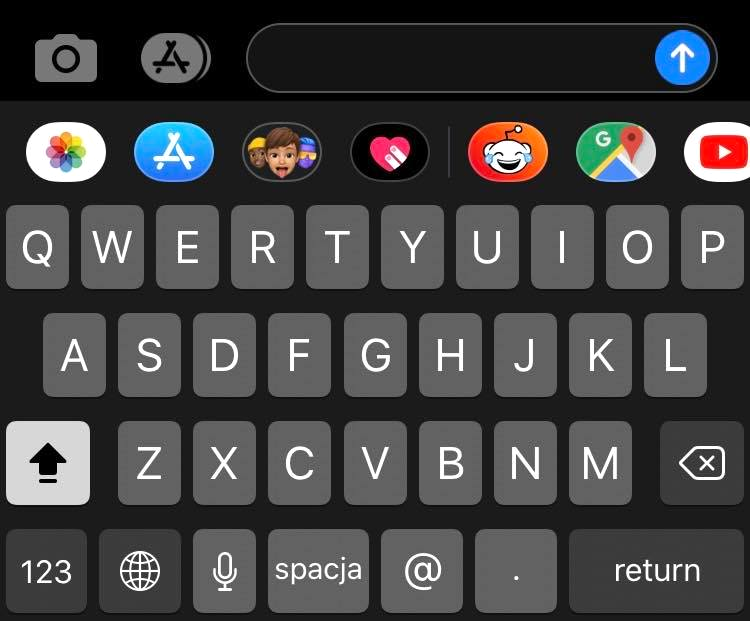 G
Q W E R T Y U I O P
A S D F G H J K L
Z X C V B N M
123 spacja @ . return